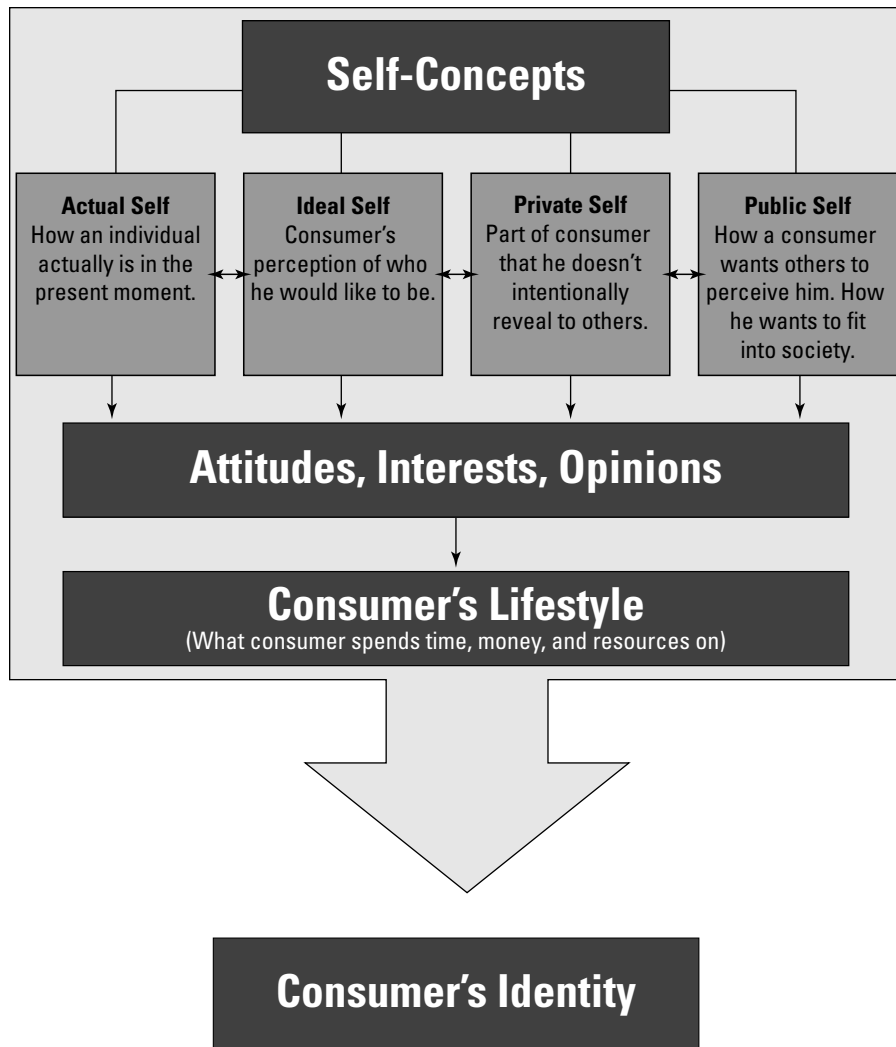 Self-Concepts
Actual Self
How an individual
actually is in the
present moment.
Ideal Self
Consumer’s
perception of who
he would like to be.
Private Self
Part of consumer
that he doesn’t
intentionally
reveal to others.
Public Self
How a consumer
wants others to
perceive him. How
he wants to fit
into society.
Attitudes, Interests, Opinions
Consumer’s Lifestyle
(What consumer spends time, money, and resources on)
Consumer’s Identity